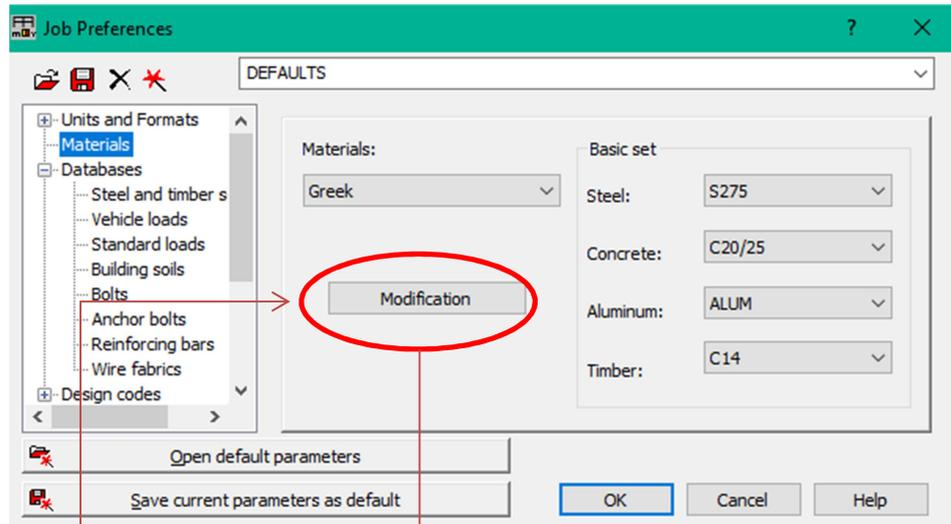 Job Preferences
DEFAULTS
Units and Formats
Materials
Databases
Steel and timber s
Vehicle loads
Standard loads
Building soils
Bolts
Anchor bolts
Reinforcing bars
Wire fabrics
Design codes
Materials:
Greek
Modification
Basic set
Steel:
S275
Concrete:
C20/25
Aluminum:
ALUM
Timber:
C14
Open default parameters
Save current parameters as default
OK
Cancel
Help